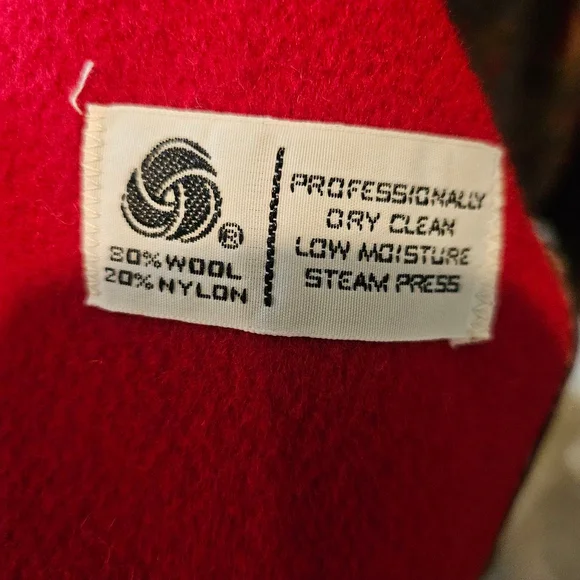 ®
80% WOOL
20% NYLON
PROFESSIONALLY
DRY CLEAN
LOW MOISTURE
STEAM PRESS